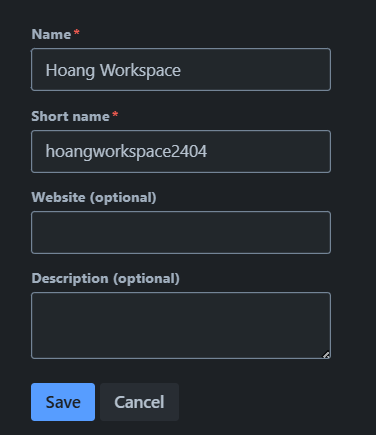 Name*
Hoang Workspace
Short name*
hoangworkspace2404
Website (optional)
Description (optional)
Save Cancel